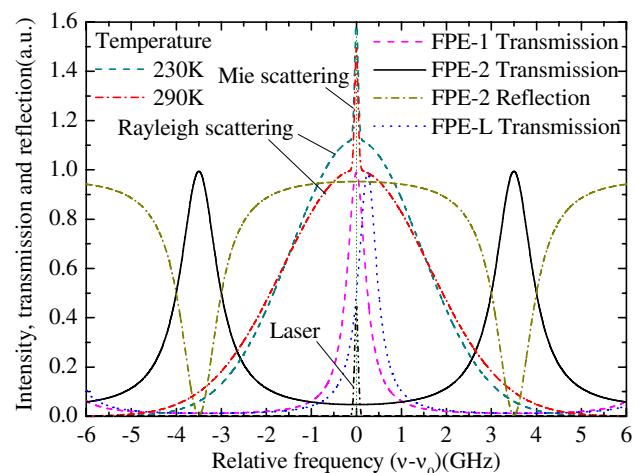 Temperature
230K
290K
Mie scattering
Rayleigh scattering
Laser
FPE-1 Transmission
FPE-2 Transmission
FPE-2 Reflection
FPE-L Transmission
Intensity, transmission and reflection(a.u.)
1.6
1.4
1.2
1.0
0.8
0.6
0.4
0.2
0.0
-6 -5 -4 -3 -2 -1 0 1 2 3 4 5 6
Relative frequency (ν-ν0)(GHz)